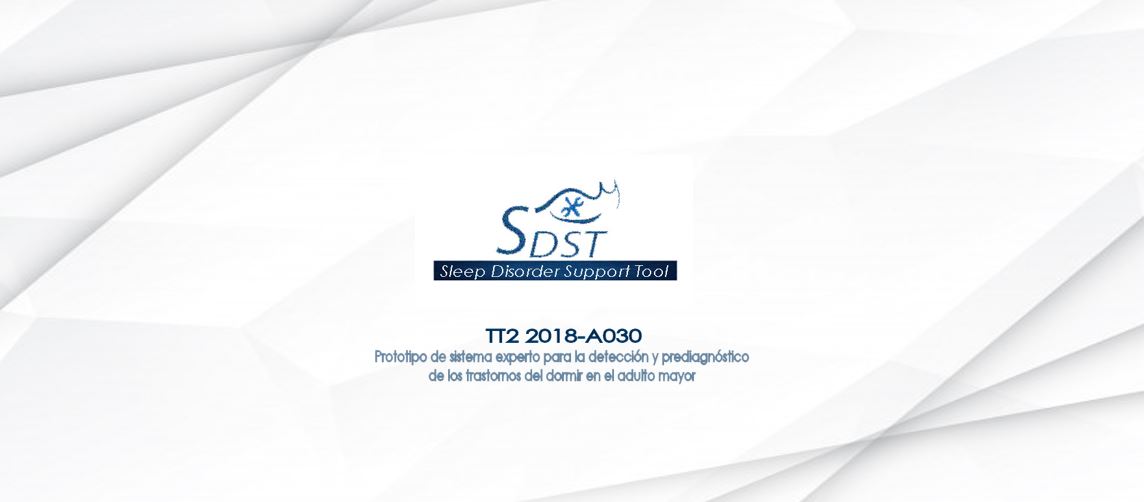 SDST
Sleep Disorder Support Tool
TT2 2018-A030
Prototipo de sistema experto para la detección y prediagnóstico
de los trastornos del dormir en el adulto mayor